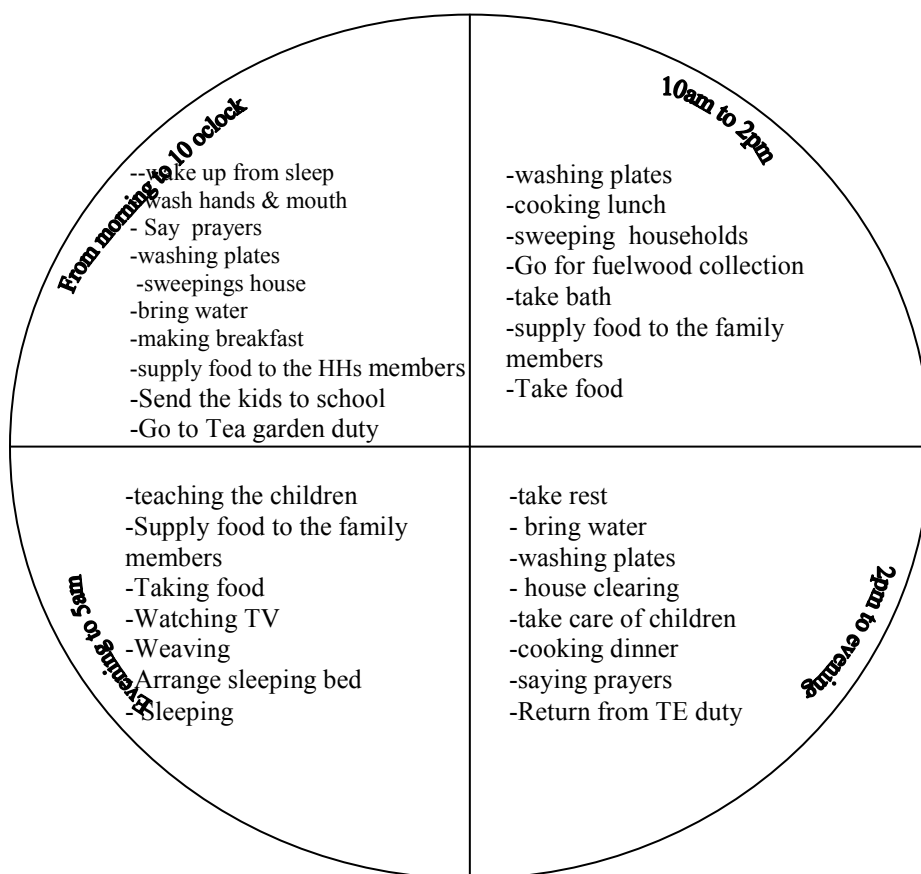 From morning to 10 oclock
--wake up from sleep
-wash hands & mouth
- Say prayers
-washing plates
-sweepings house
-bring water
-making breakfast
-supply food to the HHs members
-Send the kids to school
-Go to Tea garden duty
10am to 2pm
-washing plates
-cooking lunch
-sweeping households
-Go for fuelwood collection
-take bath
-supply food to the family
members
-Take food
Evening to 5am
-teaching the children
-Supply food to the family
members
-Taking food
-Watching TV
-Weaving
-Arrange sleeping bed
- Sleeping
2pm to evening
-take rest
- bring water
-washing plates
- house clearing
-take care of children
-cooking dinner
-saying prayers
-Return from TE duty